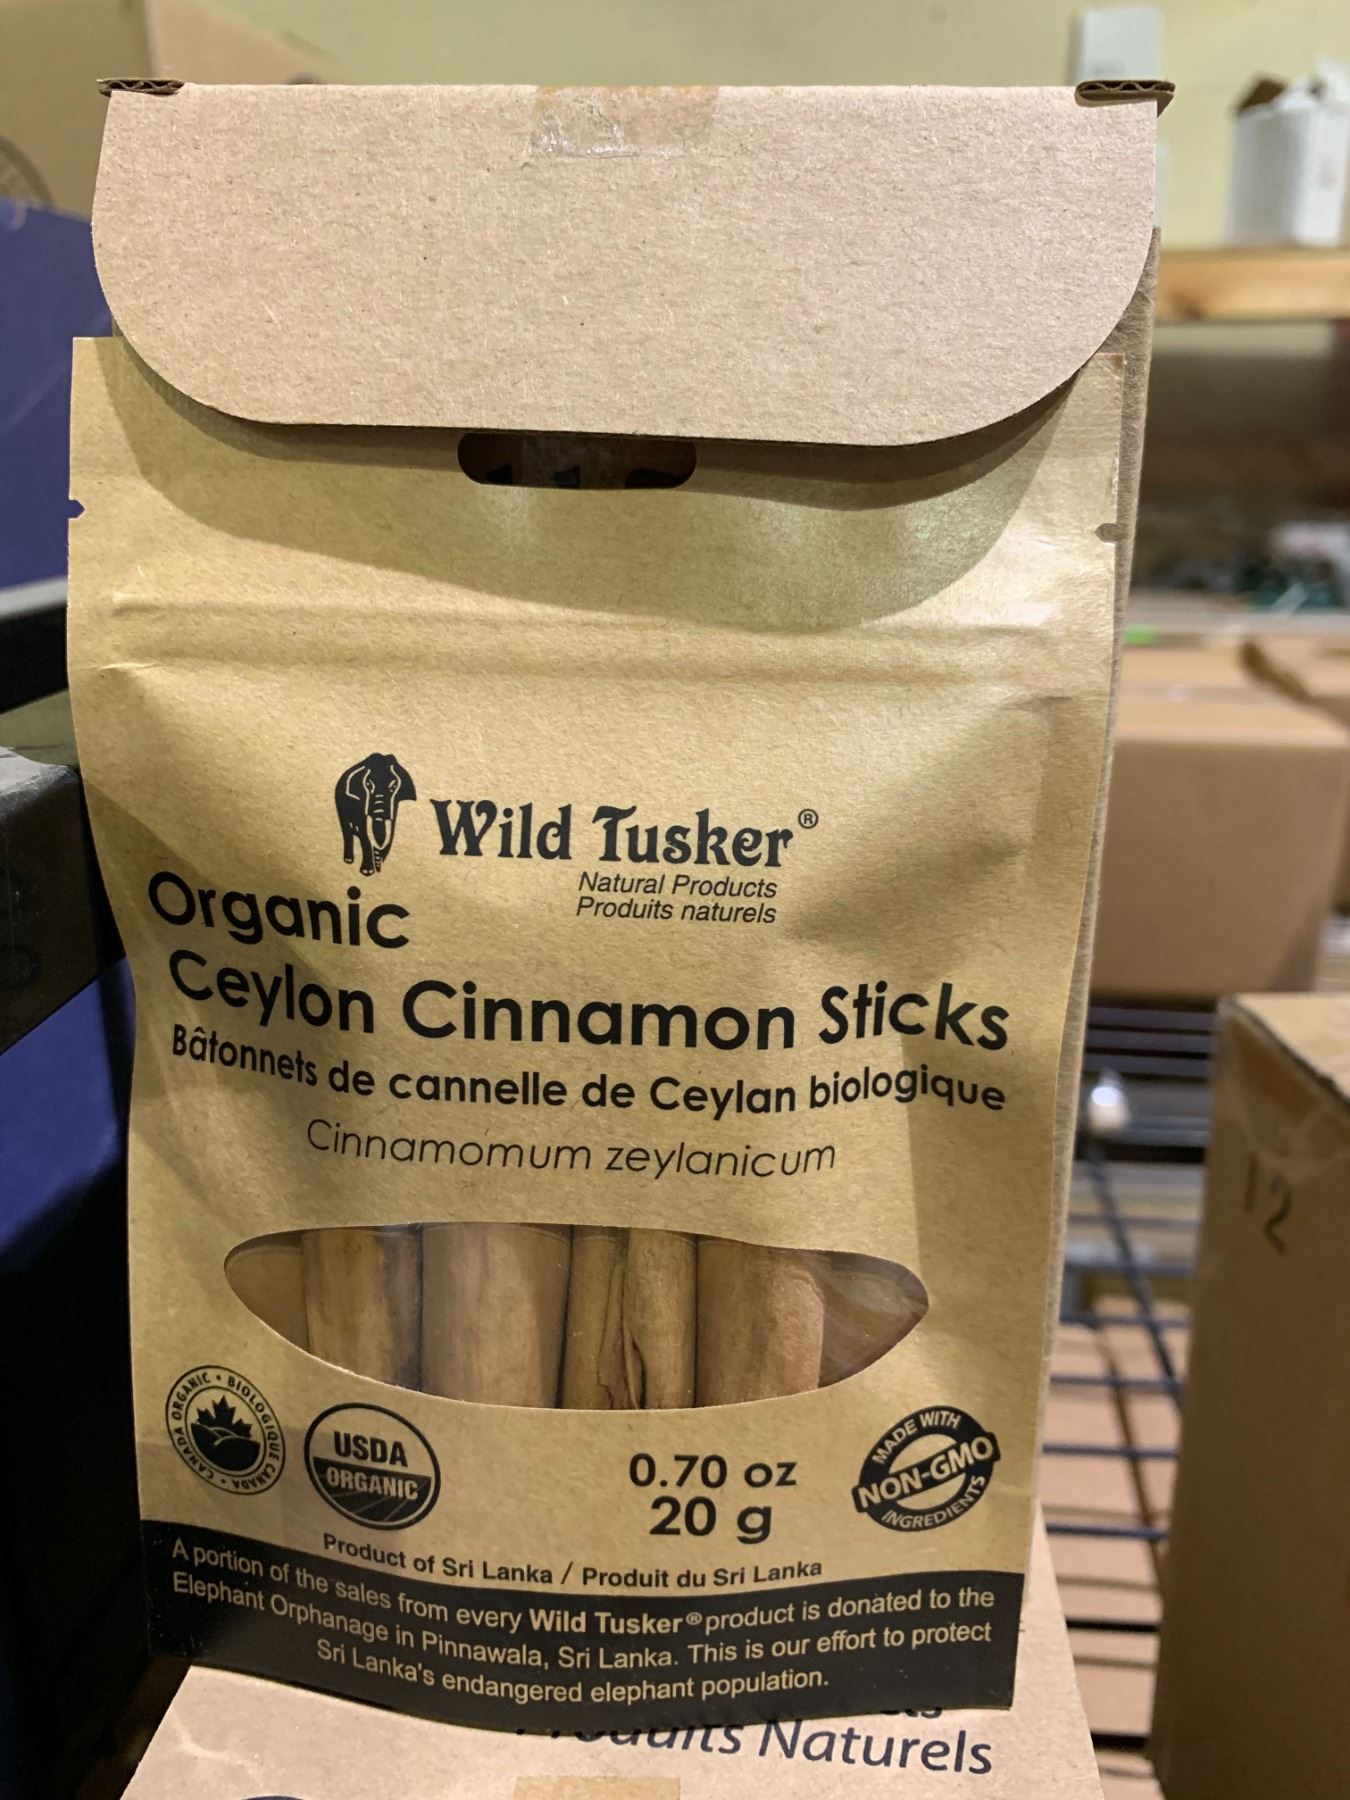 Wild Tusker®
Natural Products
Produits naturels
Organic
Ceylon Cinnamon Sticks
Bâtonnets de cannelle de Ceylan biologique
Cinnamomum zeylanicum
CANADA ORGANIC • BIOLOGIQUE CANADA •
USDA
ORGANIC
0.70 oz
20 g
MADE WITH
NON-GMO
INGREDIENTS
Product of Sri Lanka / Produit du Sri Lanka
A portion of the sales from every Wild Tusker® product is donated to the
Elephant Orphanage in Pinnawala, Sri Lanka. This is our effort to protect
Sri Lanka's endangered elephant population.
Naturels
12